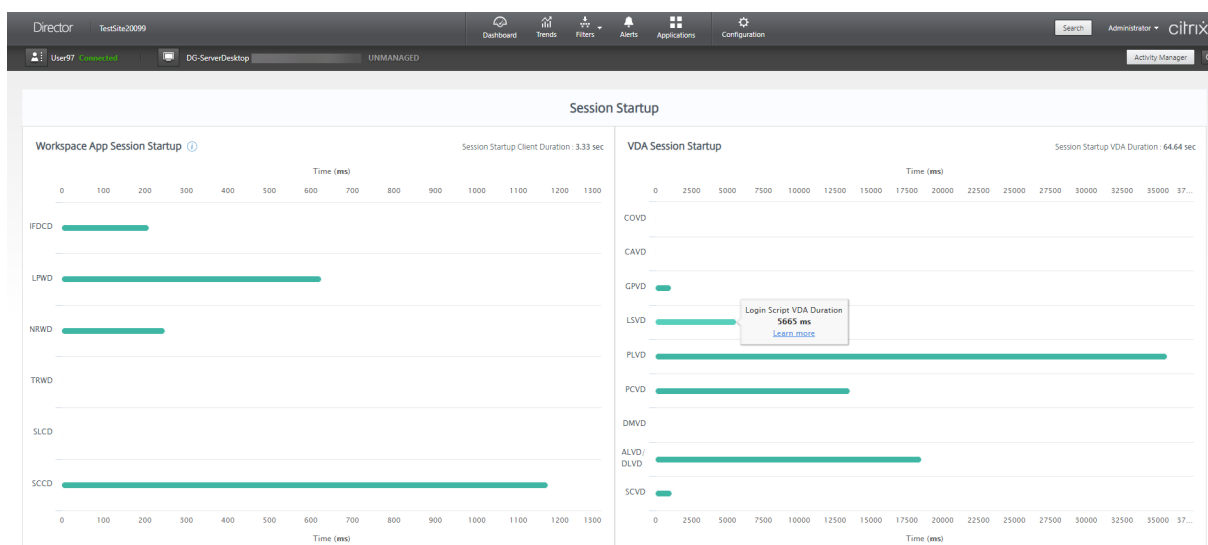 Director TestSite20099 Dashboard Trends Filters Alerts Applications Configuration Search Administrator citrix
User97 Connected DG-ServerDesktop UNMANAGED Activity Manager
Session Startup
Workspace App Session Startup Session Startup Client Duration : 3.33 sec
Time (ms)
0 100 200 300 400 500 600 700 800 900 1000 1100 1200 1300
IFDCD
LPWD
NRWD
TRWD
SLCD
SCCD
0 100 200 300 400 500 600 700 800 900 1000 1100 1200 1300
Time (ms)
VDA Session Startup Session Startup VDA Duration : 64.64 sec
Time (ms)
0 2500 5000 7500 10000 12500 15000 17500 20000 22500 25000 27500 30000 32500 35000 37...
COVD
CAVD
GPVD
LSVD
Login Script VDA Duration
5665 ms
Learn more
PLVD
PCVD
DMVD
ALVD/
DLVD
SCVD
0 2500 5000 7500 10000 12500 15000 17500 20000 22500 25000 27500 30000 32500 35000 37...
Time (ms)